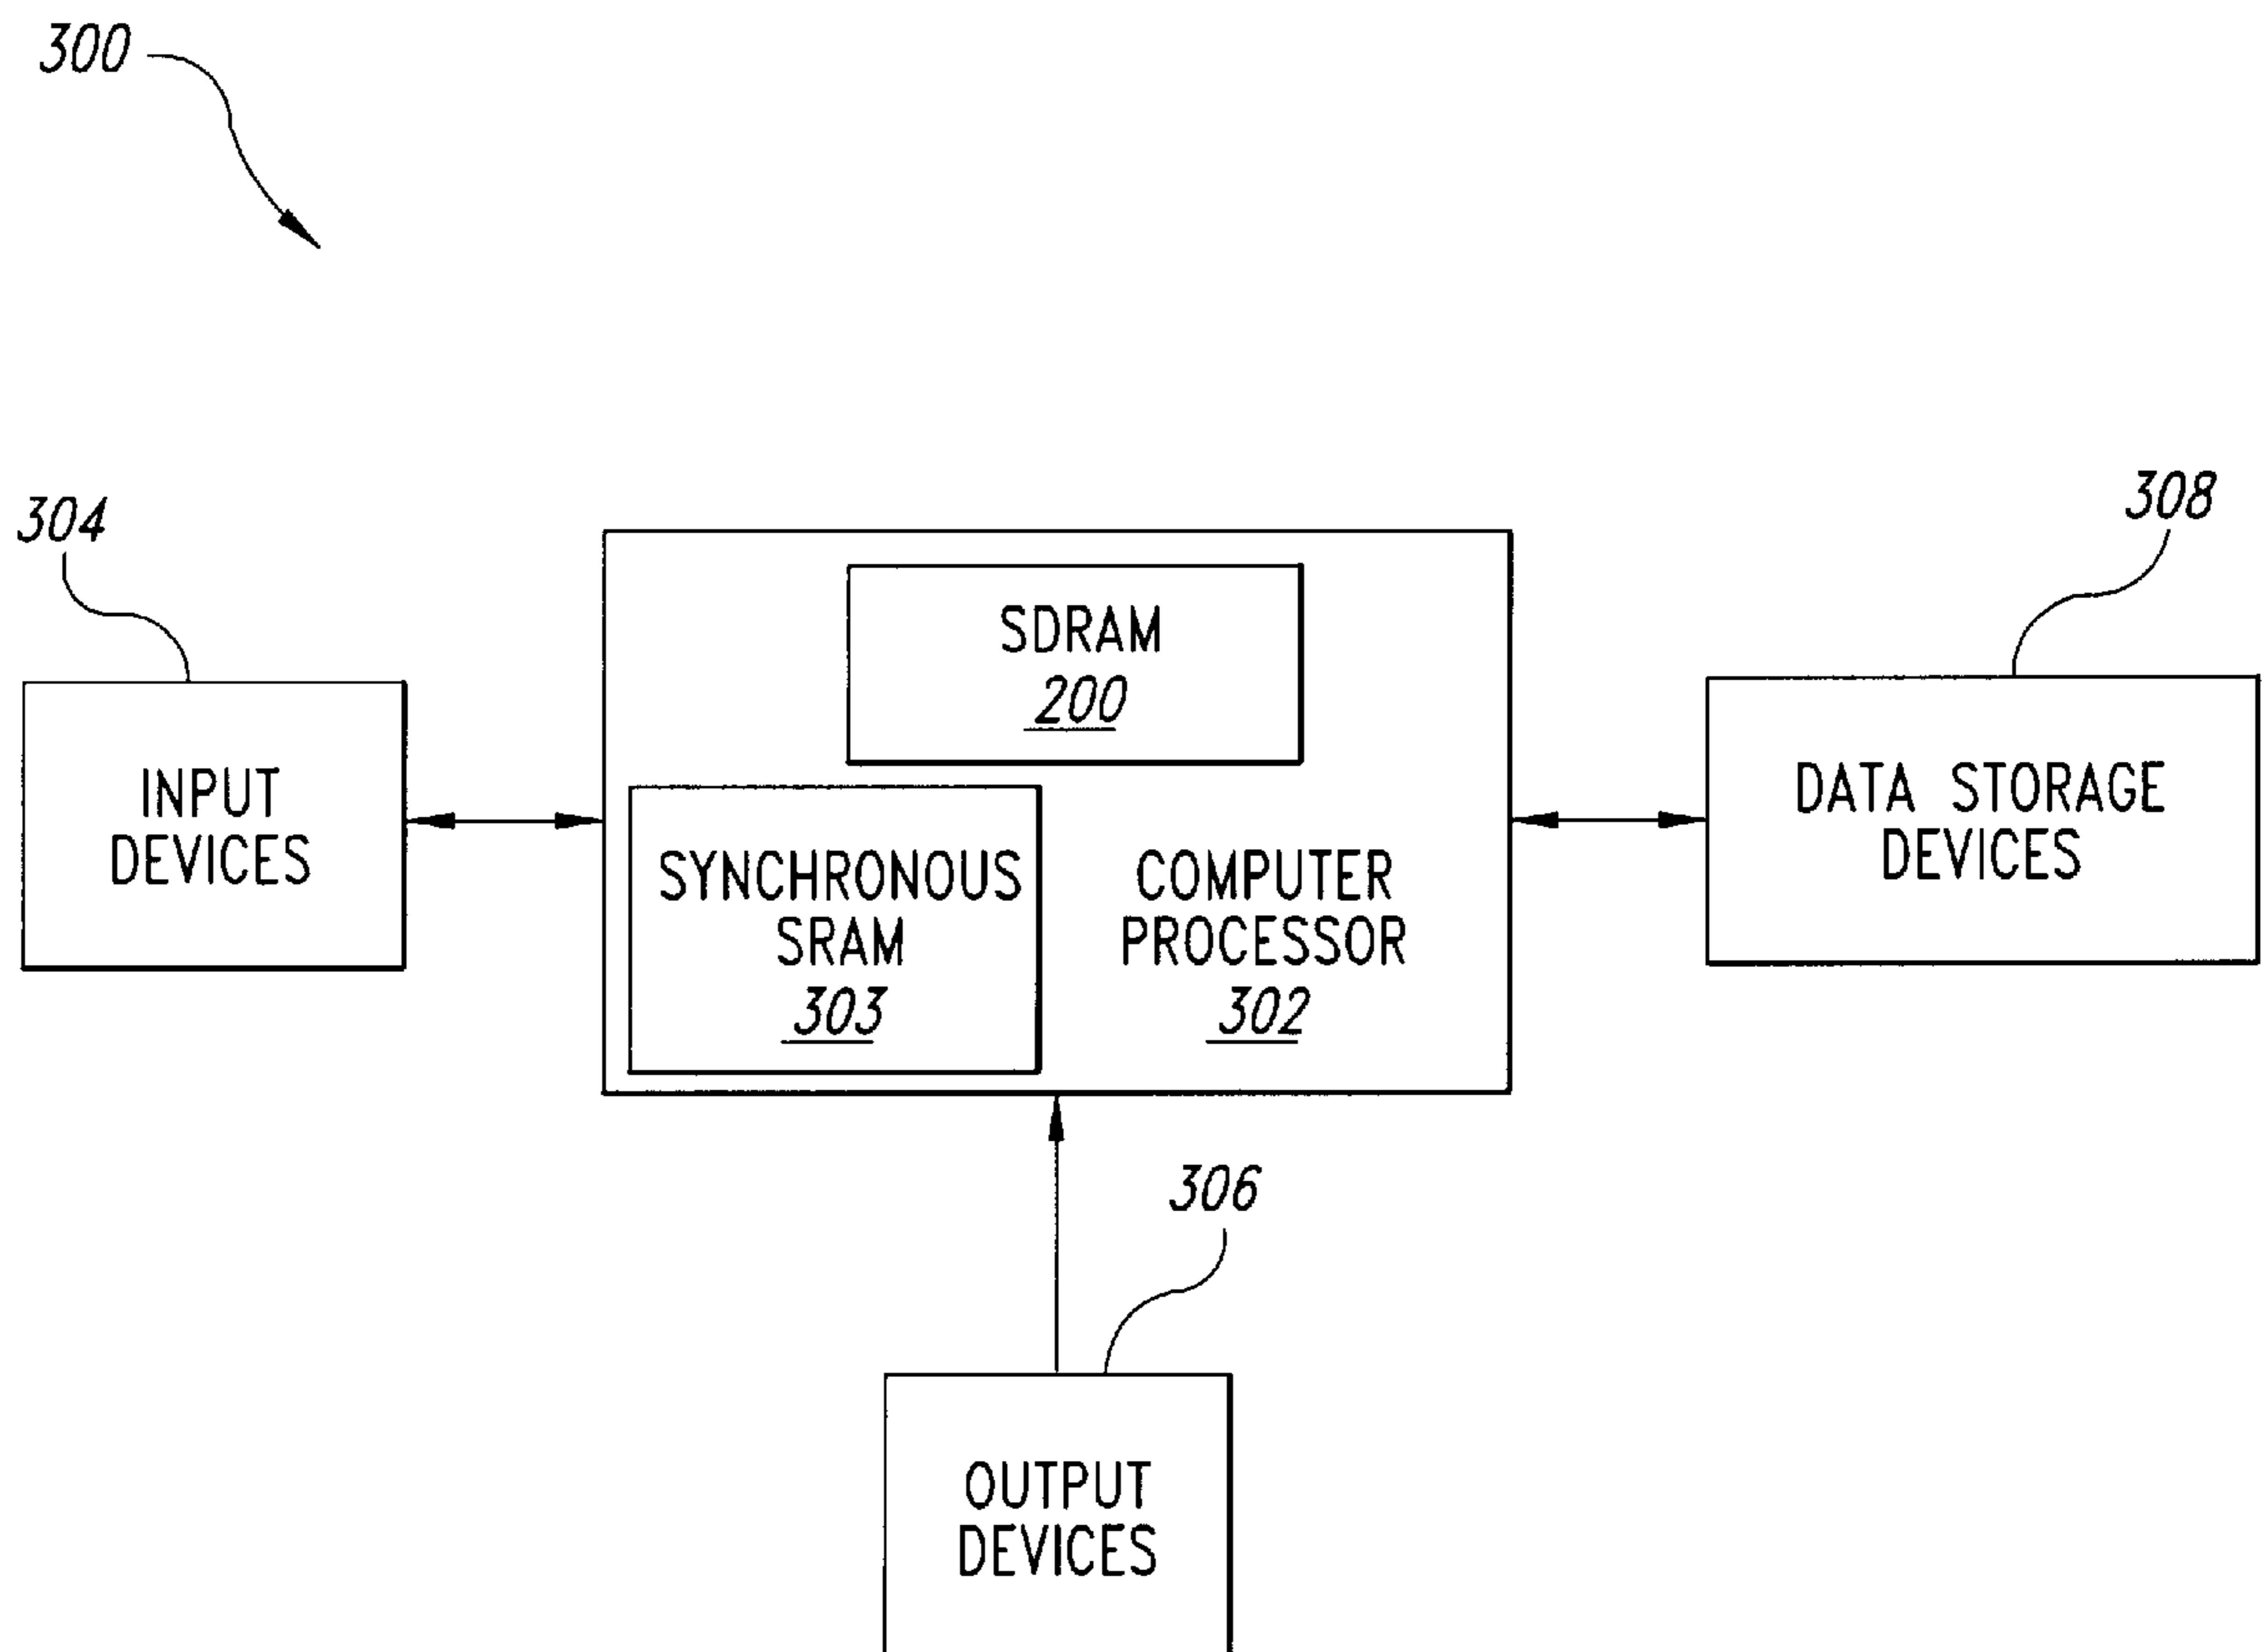 300
304
308
SDRAM
200
INPUT
DEVICES
SYNCHRONOUS
SRAM
303
COMPUTER
PROCESSOR
302
DATA STORAGE
DEVICES
306
OUTPUT
DEVICES